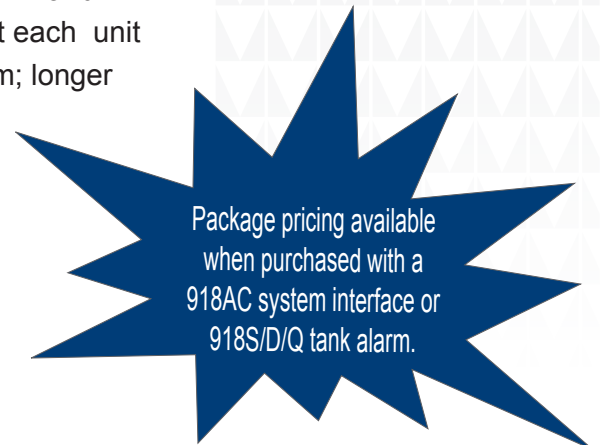 t each unit
m; longer
Package pricing available
when purchased with a
918AC system interface or
918S/D/Q tank alarm.